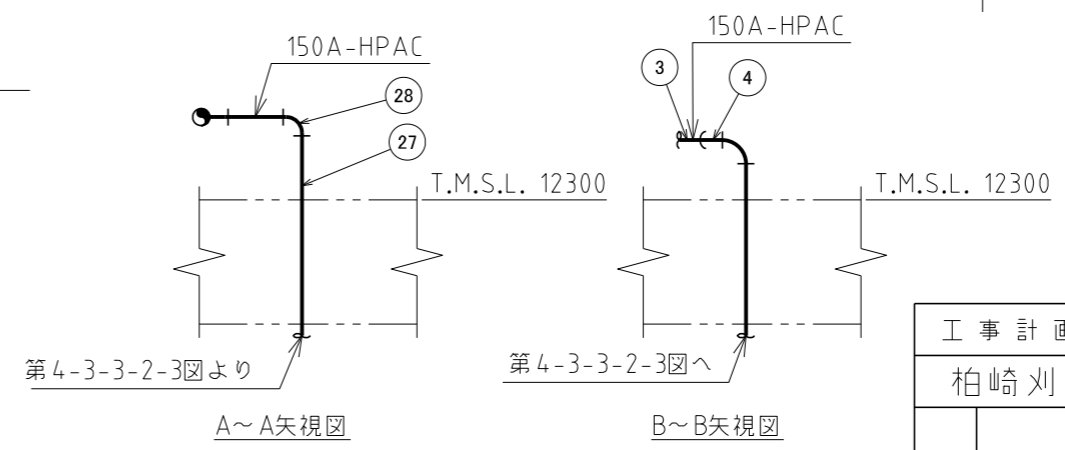 150A-HPAC
28
27
T.M.S.L. 12300
第4-3-3-2-3図より
A～A矢視図
150A-HPAC
3
4
T.M.S.L. 12300
第4-3-3-2-3図へ
B～B矢視図
工事計画
柏崎刈